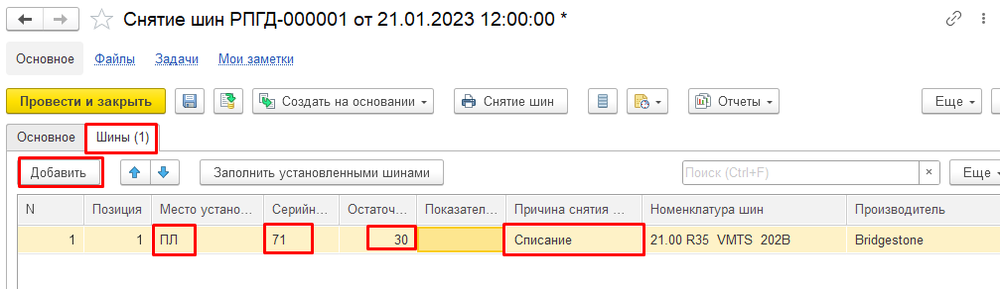 Снятие шин РПГД-000001 от 21.01.2023 12:00:00 *
Основное Файлы Задачи Мои заметки
Провести и закрыть Создать на основании Снятие шин Отчеты Еще
Основное Шины (1)
Добавить Заполнить установленными шинами Поиск (Ctrl+F) × Еще
N Позиция Место устано... Серийн... Остаточ... Показател... Причина снятия ... Номенклатура шин Производитель
1 1 ПЛ 71 30 Списание 21.00 R35 VMTS 202B Bridgestone